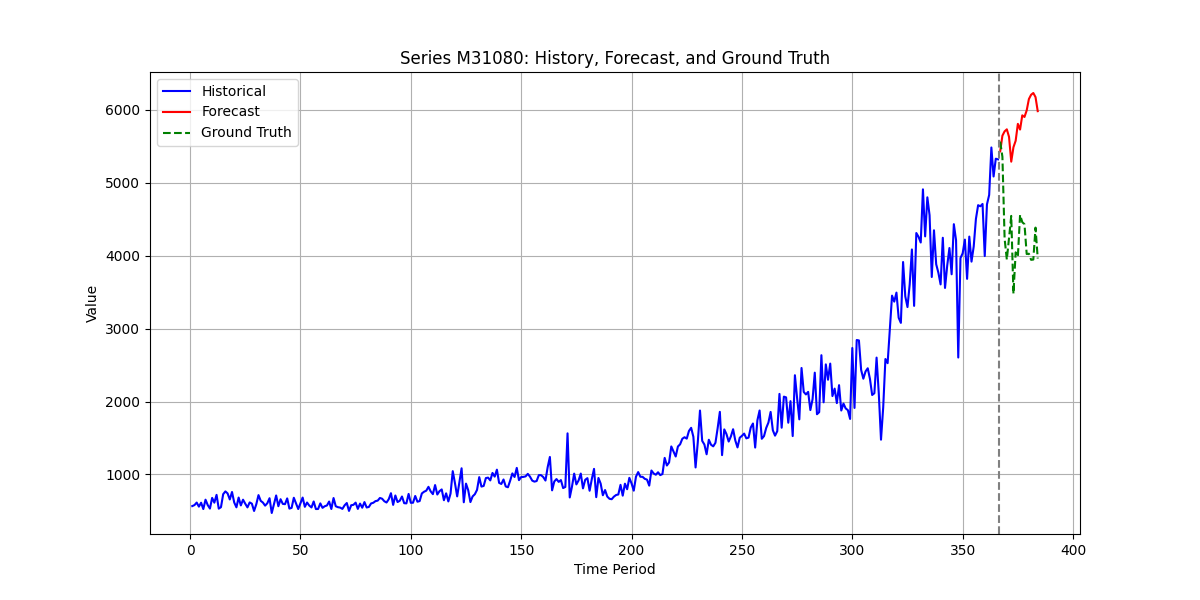 Series M31080: History, Forecast, and Ground Truth
Historical
Forecast
Ground Truth
6000
5000
4000
3000
2000
1000
Value
0 50 100 150 200 250 300 350 400
Time Period